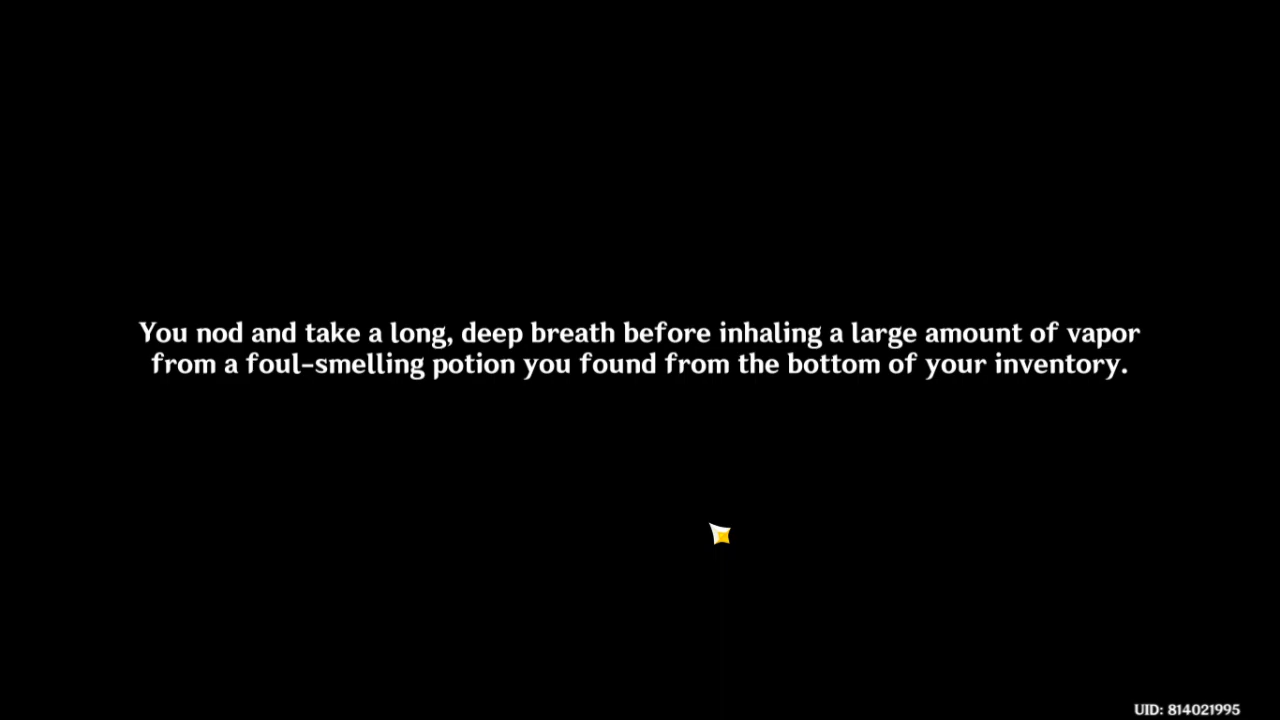 You nod and take a long, deep breath before inhaling a large amount of vapor
from a foul-smelling potion you found from the bottom of your inventory.
UID: 814021995